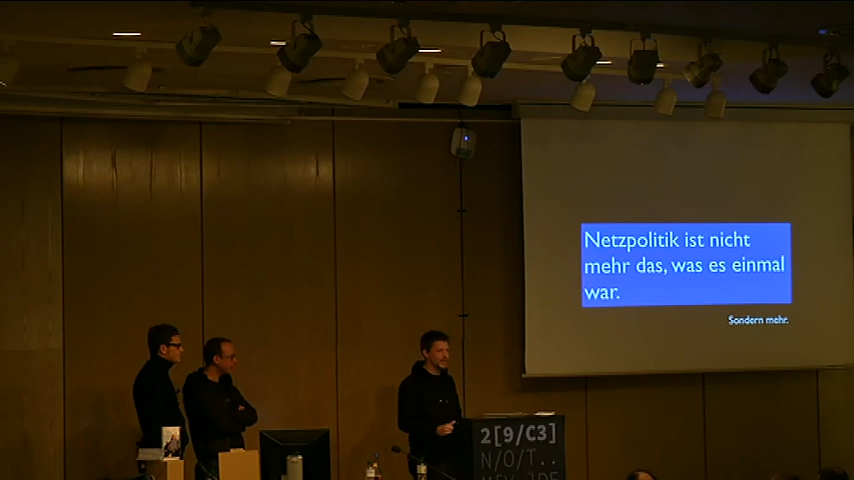 Netzpolitik ist nicht
mehr das, was es einmal
war.
Sondern mehr.
2[9/C3]
N/O/T..